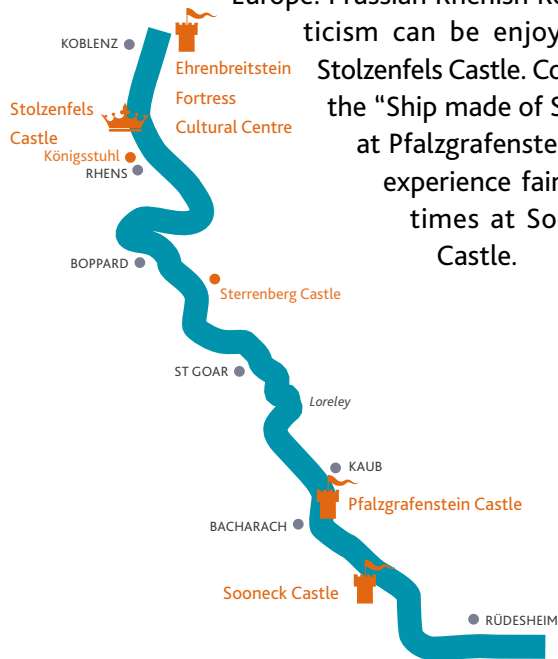 ticism can be enjoy
Stolzenfels Castle. Co
the “Ship made of S
at Pfalzgrafenste
experience fair
times at So
Castle.
KOBLENZ
Ehrenbreitstein
Fortress
Cultural Centre
Stolzenfels
Castle
Königsstuhl
RHENS
BOPPARD
Sterrenberg Castle
ST GOAR
Loreley
KAUB
Pfalzgrafenstein Castle
BACHARACH
Sooneck Castle
RÜDESHEIM